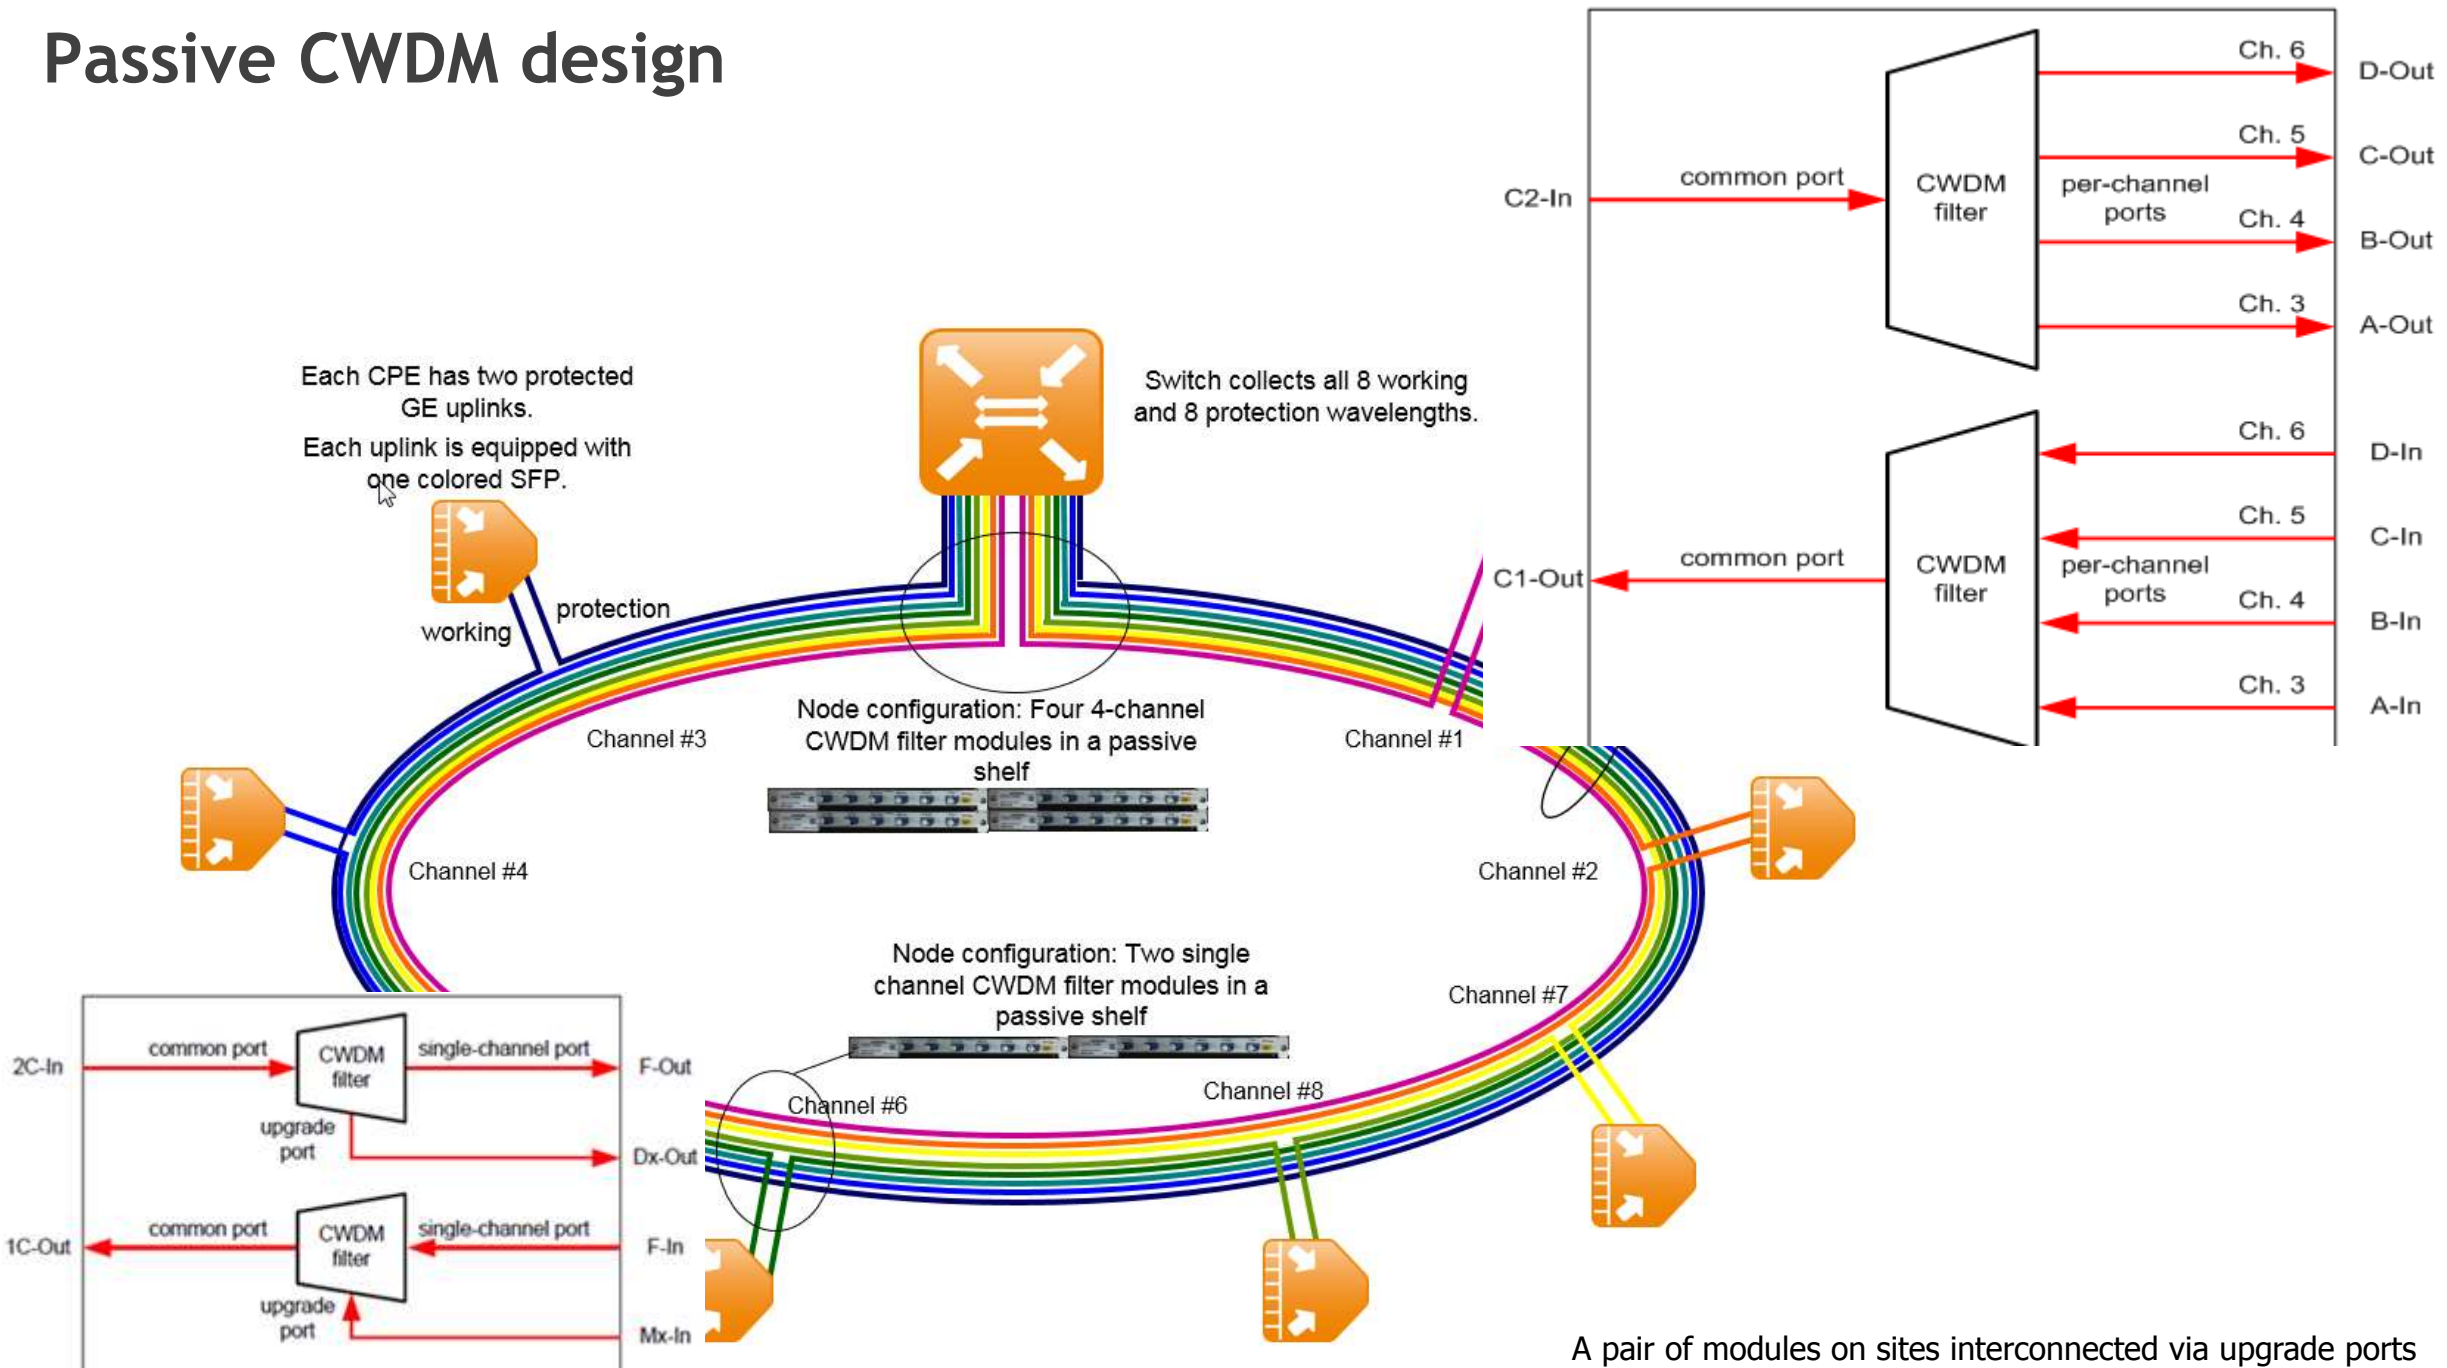 Passive CWDM design
Each CPE has two protected
GE uplinks.
Each uplink is equipped with
one colored SFP.
Switch collects all 8 working
and 8 protection wavelengths.
protection
working
Channel #3
Channel #4
Node configuration: Four 4-channel
CWDM filter modules in a passive
shelf
Channel #1
Channel #2
Channel #7
Node configuration: Two single
channel CWDM filter modules in a
passive shelf
Channel #6
Channel #8
C2-In
common port
CWDM
filter
per-channel
ports
Ch. 6
D-Out
Ch. 5
C-Out
Ch. 4
B-Out
Ch. 3
A-Out
C1-Out
common port
CWDM
filter
per-channel
ports
Ch. 6
D-In
Ch. 5
C-In
Ch. 4
B-In
Ch. 3
A-In
2C-In
common port
CWDM
filter
single-channel port
F-Out
upgrade
port
Dx-Out
1C-Out
common port
CWDM
filter
single-channel port
F-In
upgrade
port
Mx-In
A pair of modules on sites interconnected via upgrade ports